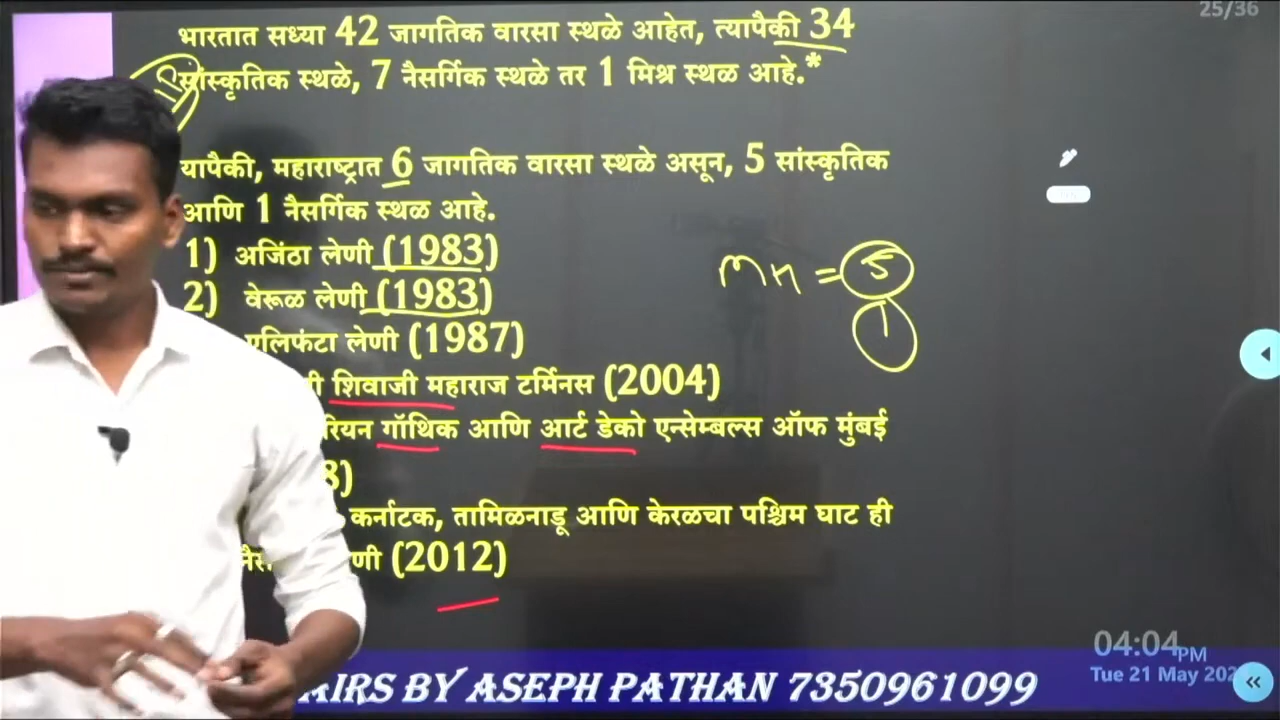 25/36
भारतात सध्या 42 जागतिक वारसा स्थळे आहेत, त्यापैकी 34
सांस्कृतिक स्थळे, 7 नैसर्गिक स्थळे तर 1 मिश्र स्थळ आहे.*
यापैकी, महाराष्ट्रात 6 जागतिक वारसा स्थळे असून, 5 सांस्कृतिक
आणि 1 नैसर्गिक स्थळ आहे.
1) अजिंठा लेणी (1983)
2) वेरूळ लेणी (1983)
MH = 5
1
एलिफंटा लेणी (1987)
शिवाजी महाराज टर्मिनस (2004)
गॉथिक आणि आर्ट डेको एन्सेम्बल्स ऑफ मुंबई
8)
कर्नाटक, तामिळनाडू आणि केरळचा पश्चिम घाट ही
(2012)
04:04 PM
Tue 21 May
BY ASEPH PATHAN 7350961099